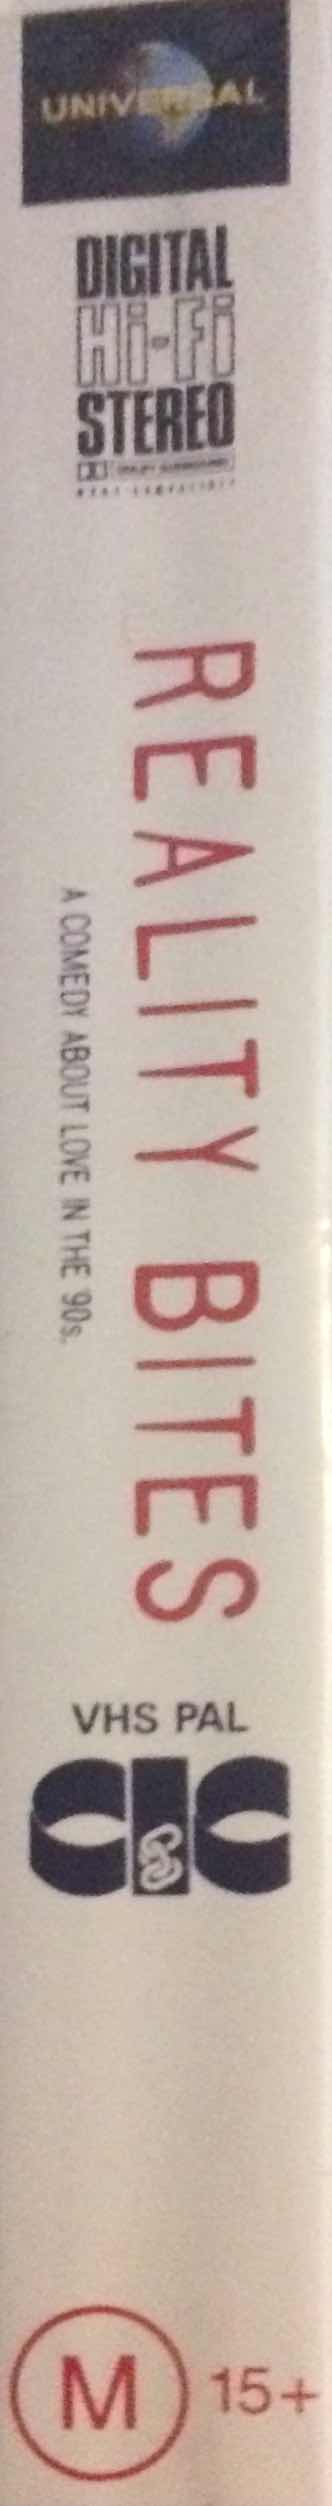 UNIVERSAL
DIGITAL
Hi-Fi
STEREO
REALITY BITES
A COMEDY ABOUT LOVE IN THE 90s.
VHS PAL
CIC
M 15+